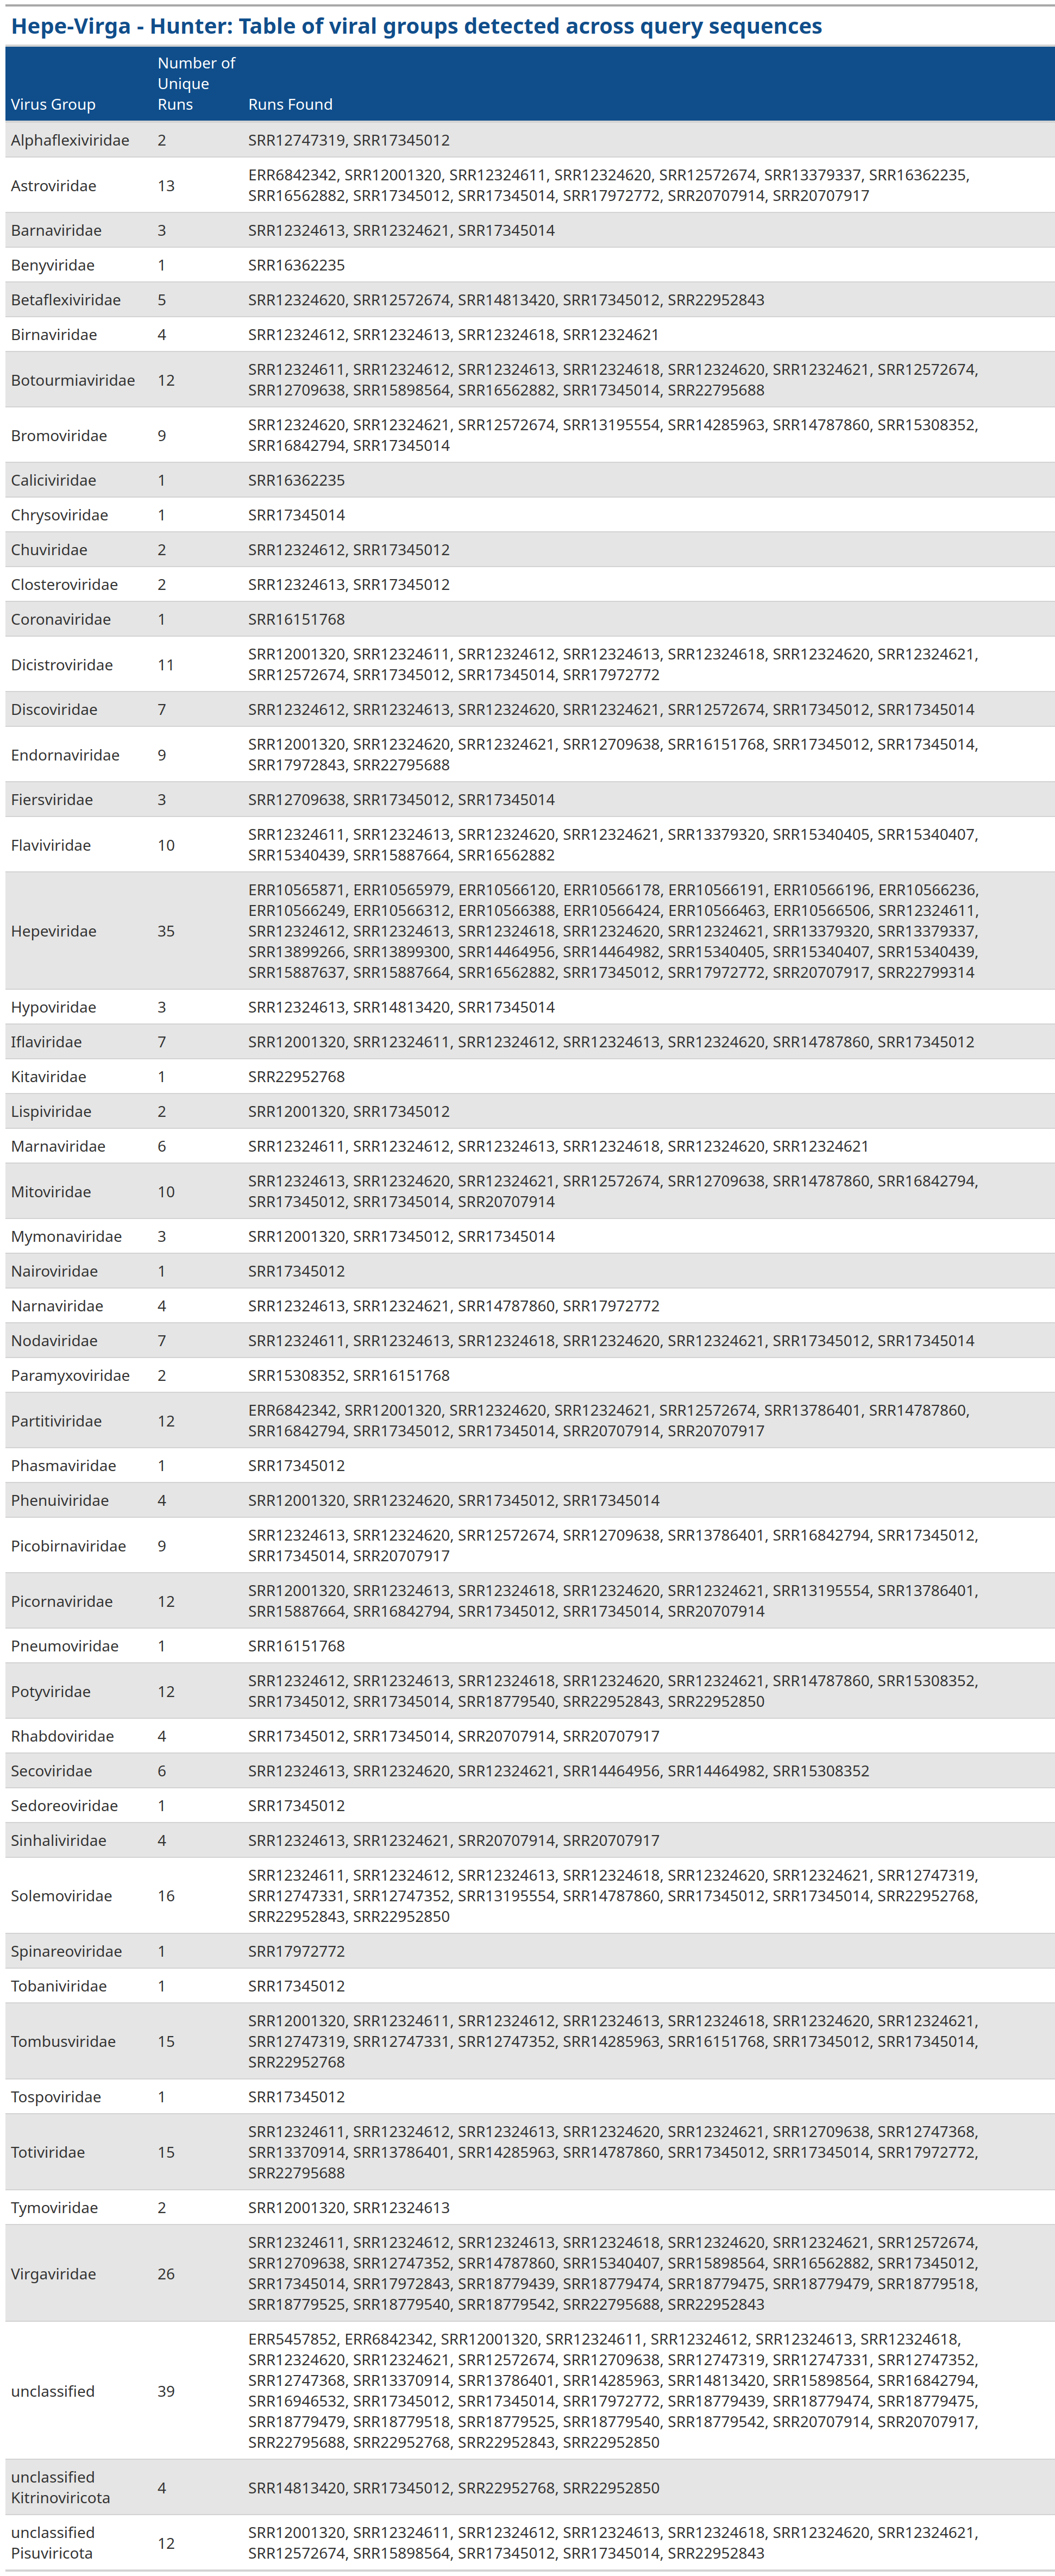 Hepe-Virga - Hunter: Table of viral groups detected across query sequences
Virus Group Number of Unique Runs Runs Found
Alphaflexiviridae 2 SRR12747319, SRR17345012
Astroviridae 13 ERR6842342, SRR12001320, SRR12324611, SRR12324620, SRR12572674, SRR13379337, SRR16362235,
SRR16562882, SRR17345012, SRR17345014, SRR17972772, SRR20707914, SRR20707917
Barnaviridae 3 SRR12324613, SRR12324621, SRR17345014
Benyviridae 1 SRR16362235
Betaflexiviridae 5 SRR12324620, SRR12572674, SRR14813420, SRR17345012, SRR22952843
Birnaviridae 4 SRR12324612, SRR12324613, SRR12324618, SRR12324621
Botourmiaviridae 12 SRR12324611, SRR12324612, SRR12324613, SRR12324618, SRR12324620, SRR12324621, SRR12572674,
SRR12709638, SRR15898564, SRR16562882, SRR17345014, SRR22795688
Bromoviridae 9 SRR12324620, SRR12324621, SRR12572674, SRR13195554, SRR14285963, SRR14787860, SRR15308352,
SRR16842794, SRR17345014
Caliciviridae 1 SRR16362235
Chrysoviridae 1 SRR17345014
Chuviridae 2 SRR12324612, SRR17345012
Closteroviridae 2 SRR12324613, SRR17345012
Coronaviridae 1 SRR16151768
Dicistroviridae 11 SRR12001320, SRR12324611, SRR12324612, SRR12324613, SRR12324618, SRR12324620, SRR12324621,
SRR12572674, SRR17345012, SRR17345014, SRR17972772
Discoviridae 7 SRR12324612, SRR12324613, SRR12324620, SRR12324621, SRR12572674, SRR17345012, SRR17345014
Endornaviridae 9 SRR12001320, SRR12324620, SRR12324621, SRR12709638, SRR16151768, SRR17345012, SRR17345014,
SRR17972843, SRR22795688
Fiersviridae 3 SRR12709638, SRR17345012, SRR17345014
Flaviviridae 10 SRR12324611, SRR12324613, SRR12324620, SRR12324621, SRR13379320, SRR15340405, SRR15340407,
SRR15340439, SRR15887664, SRR16562882
Hepeviridae 35 ERR10565871, ERR10565979, ERR10566120, ERR10566178, ERR10566191, ERR10566196, ERR10566236,
ERR10566249, ERR10566312, ERR10566388, ERR10566424, ERR10566463, ERR10566506, SRR12324611,
SRR12324612, SRR12324613, SRR12324618, SRR12324620, SRR12324621, SRR13379320, SRR13379337,
SRR13899266, SRR13899300, SRR14464956, SRR14464982, SRR15340405, SRR15340407, SRR15340439,
SRR15887637, SRR15887664, SRR16562882, SRR17345012, SRR17972772, SRR20707917, SRR22799314
Hypoviridae 3 SRR12324613, SRR14813420, SRR17345014
Iflaviridae 7 SRR12001320, SRR12324611, SRR12324612, SRR12324613, SRR12324620, SRR14787860, SRR17345012
Kitaviridae 1 SRR22952768
Lispiviridae 2 SRR12001320, SRR17345012
Marnaviridae 6 SRR12324611, SRR12324612, SRR12324613, SRR12324618, SRR12324620, SRR12324621
Mitoviridae 10 SRR12324613, SRR12324620, SRR12324621, SRR12572674, SRR12709638, SRR14787860, SRR16842794,
SRR17345012, SRR17345014, SRR20707914
Mymonaviridae 3 SRR12001320, SRR17345012, SRR17345014
Nairoviridae 1 SRR17345012
Narnaviridae 4 SRR12324613, SRR12324621, SRR14787860, SRR17972772
Nodaviridae 7 SRR12324611, SRR12324613, SRR12324618, SRR12324620, SRR12324621, SRR17345012, SRR17345014
Paramyxoviridae 2 SRR15308352, SRR16151768
Partitiviridae 12 ERR6842342, SRR12001320, SRR12324620, SRR12324621, SRR12572674, SRR13786401, SRR14787860,
SRR16842794, SRR17345012, SRR17345014, SRR20707914, SRR20707917
Phasmaviridae 1 SRR17345012
Phenuiviridae 4 SRR12001320, SRR12324620, SRR17345012, SRR17345014
Picobirnaviridae 9 SRR12324613, SRR12324620, SRR12572674, SRR12709638, SRR13786401, SRR16842794, SRR17345012,
SRR17345014, SRR20707917
Picornaviridae 12 SRR12001320, SRR12324613, SRR12324618, SRR12324620, SRR12324621, SRR13195554, SRR13786401,
SRR15887664, SRR16842794, SRR17345012, SRR17345014, SRR20707914
Pneumoviridae 1 SRR16151768
Potyviridae 12 SRR12324612, SRR12324613, SRR12324618, SRR12324620, SRR12324621, SRR14787860, SRR15308352,
SRR17345012, SRR17345014, SRR18779540, SRR22952843, SRR22952850
Rhabdoviridae 4 SRR17345012, SRR17345014, SRR20707914, SRR20707917
Secoviridae 6 SRR12324613, SRR12324620, SRR12324621, SRR14464956, SRR14464982, SRR15308352
Sedoreoviridae 1 SRR17345012
Sinhaliviridae 4 SRR12324613, SRR12324621, SRR20707914, SRR20707917
Solemoviridae 16 SRR12324611, SRR12324612, SRR12324613, SRR12324618, SRR12324620, SRR12324621, SRR12747319,
SRR12747331, SRR12747352, SRR13195554, SRR14787860, SRR17345012, SRR17345014, SRR22952768,
SRR22952843, SRR22952850
Spinareoviridae 1 SRR17972772
Tobaniviridae 1 SRR17345012
Tombusviridae 15 SRR12001320, SRR12324611, SRR12324612, SRR12324613, SRR12324618, SRR12324620, SRR12324621,
SRR12747319, SRR12747331, SRR12747352, SRR14285963, SRR16151768, SRR17345012, SRR17345014,
SRR22952768
Tospoviridae 1 SRR17345012
Totiviridae 15 SRR12324611, SRR12324612, SRR12324613, SRR12324620, SRR12324621, SRR12709638, SRR12747368,
SRR13370914, SRR13786401, SRR14285963, SRR14787860, SRR17345012, SRR17345014, SRR17972772,
SRR22795688
Tymoviridae 2 SRR12001320, SRR12324613
Virgaviridae 26 SRR12324611, SRR12324612, SRR12324613, SRR12324618, SRR12324620, SRR12324621, SRR12572674,
SRR12709638, SRR12747352, SRR14787860, SRR15340407, SRR15898564, SRR16562882, SRR17345012,
SRR17345014, SRR17972843, SRR18779439, SRR18779474, SRR18779475, SRR18779479, SRR18779518,
SRR18779525, SRR18779540, SRR18779542, SRR22795688, SRR22952843
unclassified 39 ERR5457852, ERR6842342, SRR12001320, SRR12324611, SRR12324612, SRR12324613, SRR12324618,
SRR12324620, SRR12324621, SRR12572674, SRR12709638, SRR12747319, SRR12747331, SRR12747352,
SRR12747368, SRR13370914, SRR13786401, SRR14285963, SRR14813420, SRR15898564, SRR16842794,
SRR16946532, SRR17345012, SRR17345014, SRR17972772, SRR18779439, SRR18779474, SRR18779475,
SRR18779479, SRR18779518, SRR18779525, SRR18779540, SRR18779542, SRR20707914, SRR20707917,
SRR22795688, SRR22952768, SRR22952843, SRR22952850
unclassified Kitrinoviricota 4 SRR14813420, SRR17345012, SRR22952768, SRR22952850
unclassified Pisuviricota 12 SRR12001320, SRR12324611, SRR12324612, SRR12324613, SRR12324618, SRR12324620, SRR12324621,
SRR12572674, SRR15898564, SRR17345012, SRR17345014, SRR22952843